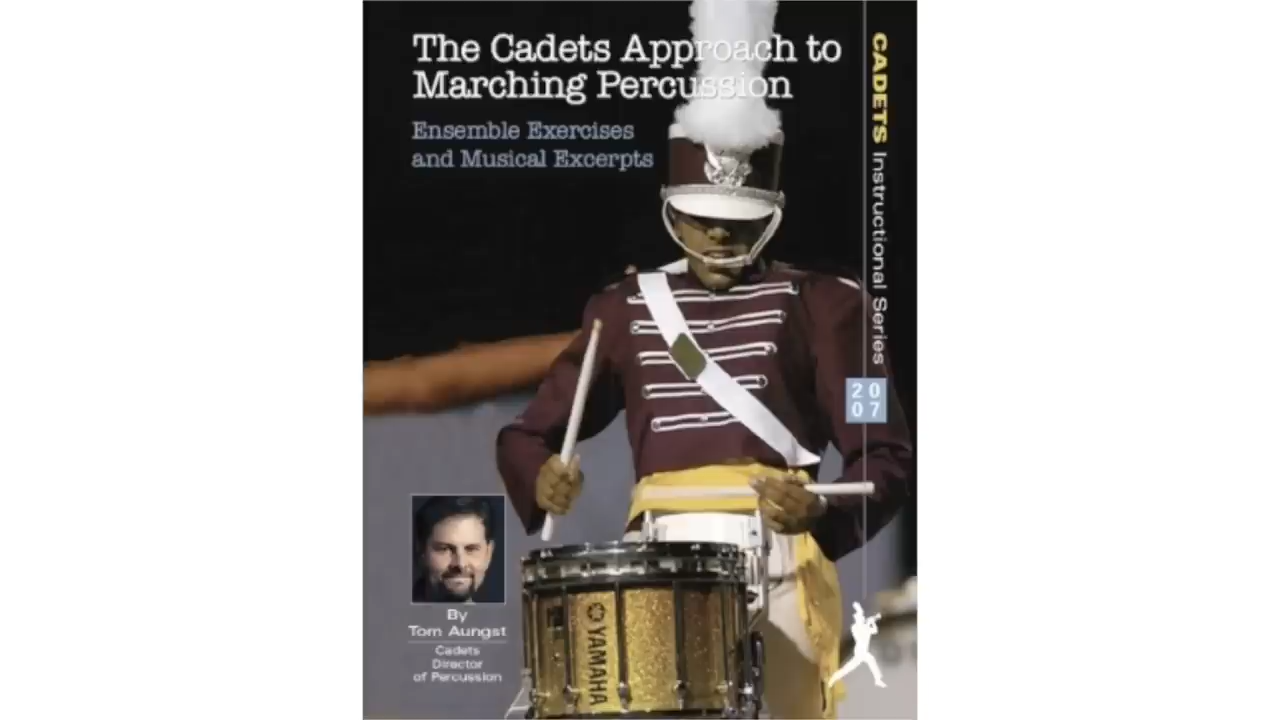 The Cadets Approach to
Marching Percussion
Ensemble Exercises
and Musical Excerpts
CADETS Instructional Series
20
07
By
Tom Aungst
Cadets
Director
of Percussion
YAMAHA